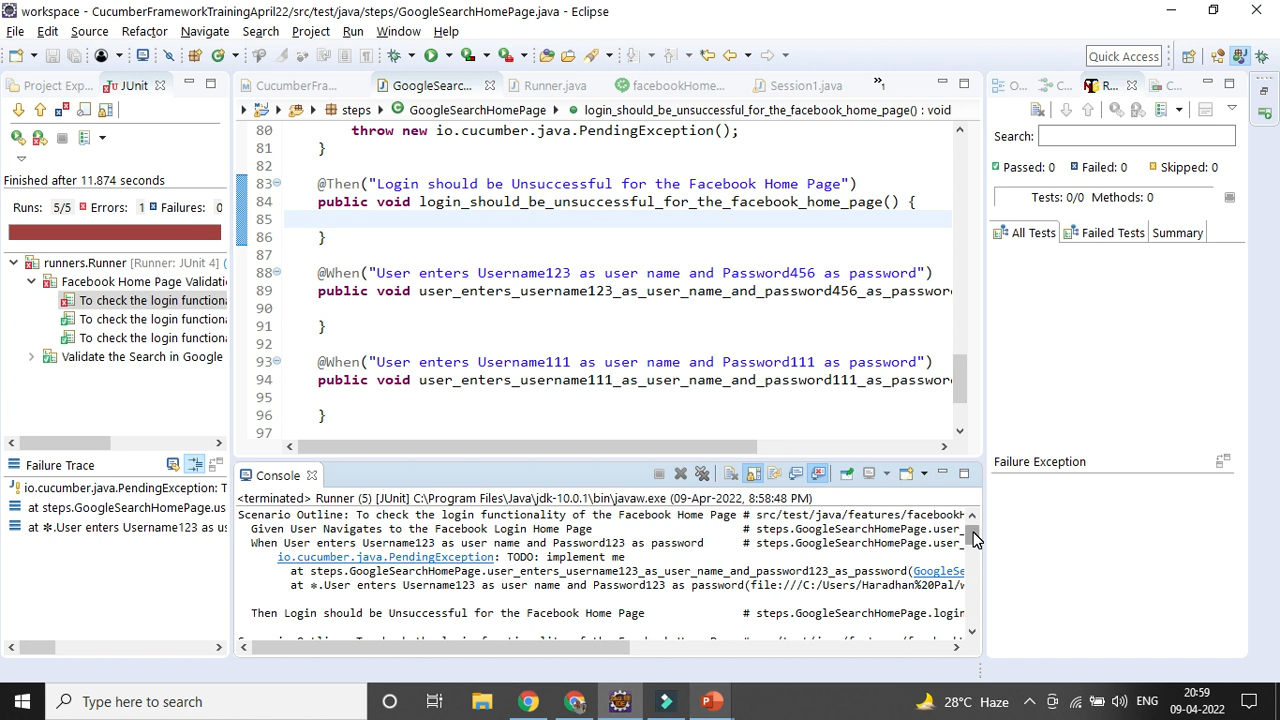 workspace - CucumberFrameworkTrainingApril22/src/test/java/steps/GoogleSearchHomePage.java - Eclipse
File Edit Source Refactor Navigate Search Project Run Window Help
Quick Access
Project Exp... JUnit
CucumberFra... GoogleSearc... Runner.java facebookHome... Session1.java » 1
O... C... R... C...
steps GoogleSearchHomePage login_should_be_unsuccessful_for_the_facebook_home_page() : void
Finished after 11.874 seconds
Runs: 5/5 Errors: 1 Failures: 0
runners.Runner [Runner: JUnit 4] (
Facebook Home Page Validati
To check the login functiona
To check the login functiona
To check the login functiona
Validate the Search in Google
Failure Trace
io.cucumber.java.PendingException: T
at steps.GoogleSearchHomePage.us
at ✽.User enters Username123 as us
80 throw new io.cucumber.java.PendingException();
81 }
82
83 @Then("Login should be Unsuccessful for the Facebook Home Page")
84 public void login_should_be_unsuccessful_for_the_facebook_home_page() {
85
86 }
87
88 @When("User enters Username123 as user name and Password456 as password")
89 public void user_enters_username123_as_user_name_and_password456_as_passwor
90
91 }
92
93 @When("User enters Username111 as user name and Password111 as password")
94 public void user_enters_username111_as_user_name_and_password111_as_passwor
95
96 }
97
Console
<terminated> Runner (5) [JUnit] C:\Program Files\Java\jdk-10.0.1\bin\javaw.exe (09-Apr-2022, 8:58:48 PM)
Scenario Outline: To check the login functionality of the Facebook Home Page # src/test/java/features/facebookH
Given User Navigates to the Facebook Login Home Page # steps.GoogleSearchHomePage.user_
When User enters Username123 as user name and Password123 as password # steps.GoogleSearchHomePage.user_
io.cucumber.java.PendingException: TODO: implement me
at steps.GoogleSearchHomePage.user_enters_username123_as_user_name_and_password123_as_password(GoogleSe
at ✽.User enters Username123 as user name and Password123 as password(file:///C:/Users/Haradhan%20Pal/w
Then Login should be Unsuccessful for the Facebook Home Page # steps.GoogleSearchHomePage.login
Search:
Passed: 0 Failed: 0 Skipped: 0
Tests: 0/0 Methods: 0
All Tests Failed Tests Summary
Failure Exception
Type here to search
28°C Haze
ENG
20:59
09-04-2022